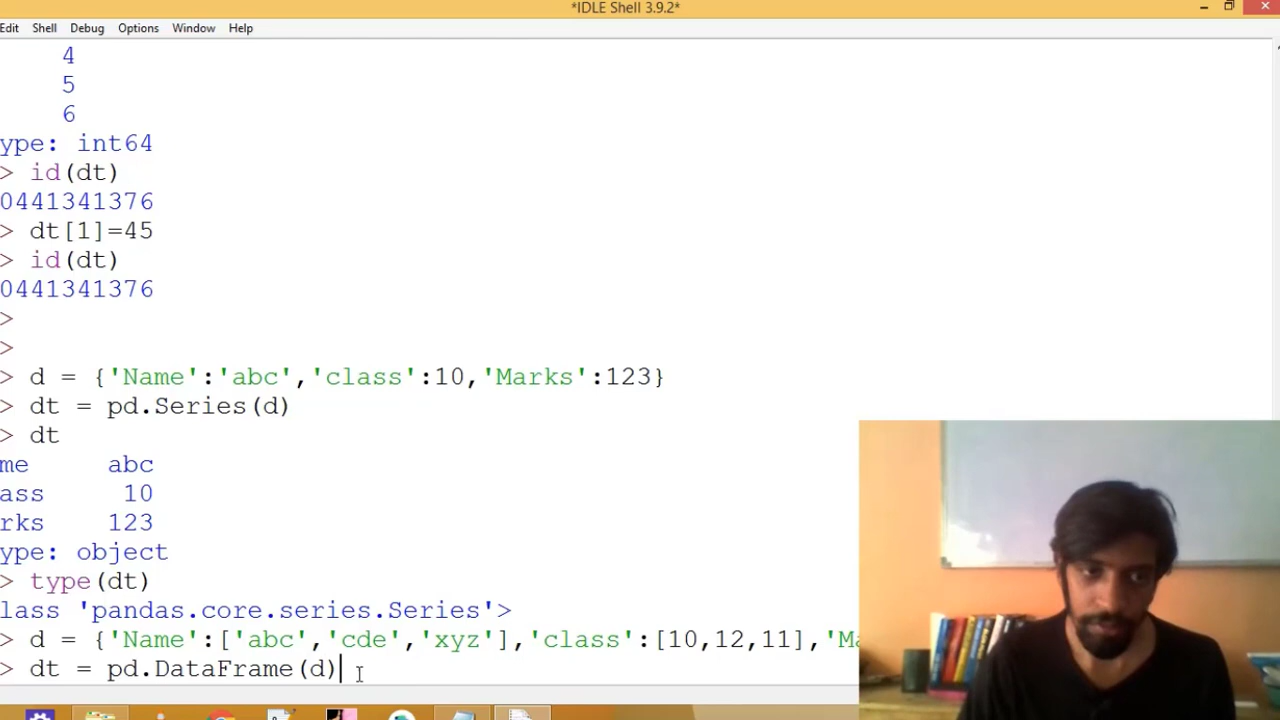 *IDLE Shell 3.9.2*
Edit Shell Debug Options Window Help
4
5
6
ype: int64
> id(dt)
0441341376
> dt[1]=45
> id(dt)
0441341376
>
>
> d = {'Name':'abc','class':10,'Marks':123}
> dt = pd.Series(d)
> dt
me abc
ass 10
rks 123
ype: object
> type(dt)
lass 'pandas.core.series.Series'>
> d = {'Name':['abc','cde','xyz'],'class':[10,12,11],'Ma
> dt = pd.DataFrame(d)